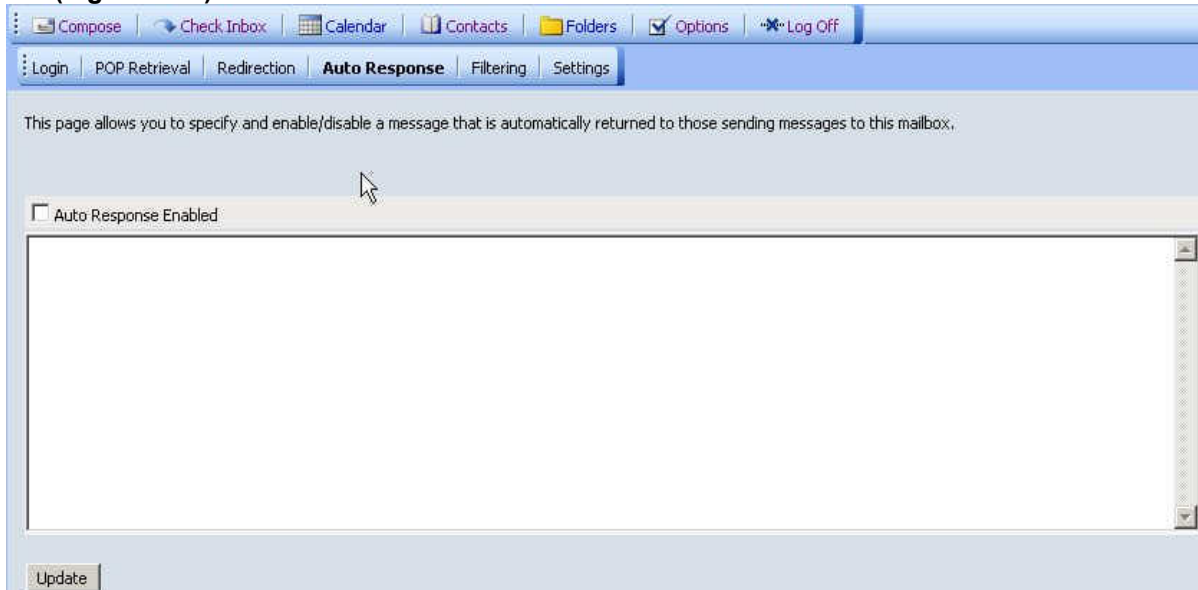 Compose Check Inbox Calendar Contacts Folders Options Log Off
Login POP Retrieval Redirection Auto Response Filtering Settings
This page allows you to specify and enable/disable a message that is automatically returned to those sending messages to this mailbox.
Auto Response Enabled
Update